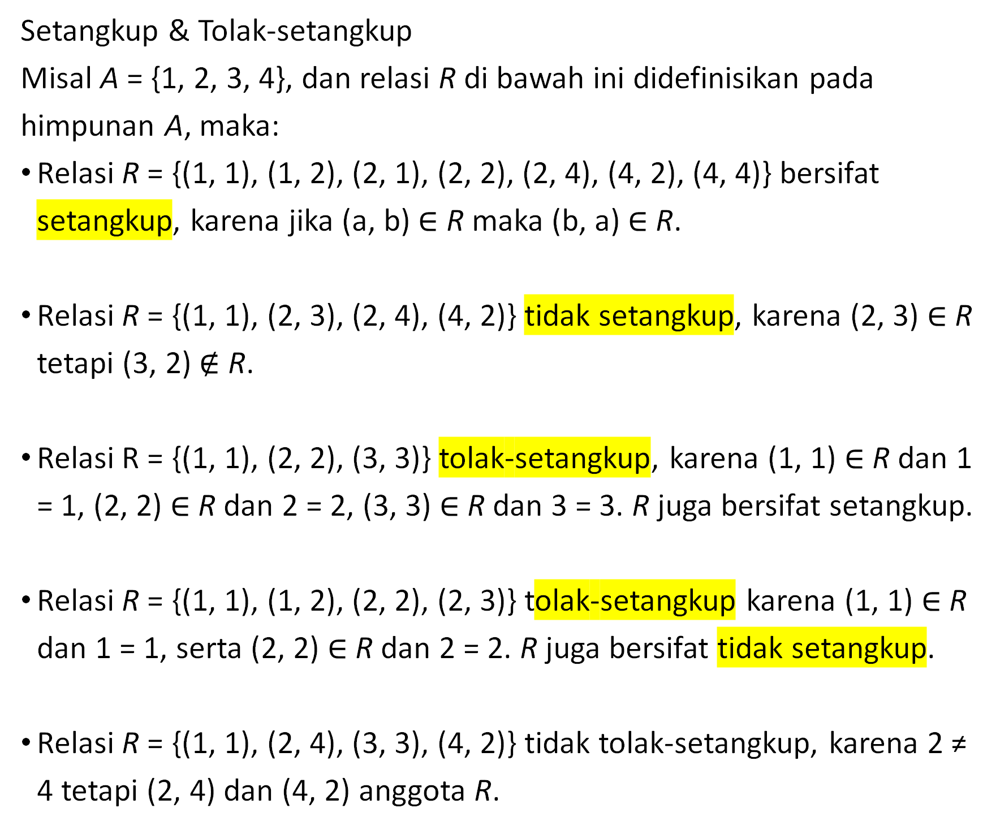 Setangkup & Tolak-setangkup
Misal A = {1, 2, 3, 4}, dan relasi R di bawah ini didefinisikan pada
himpunan A, maka:
• Relasi R = {(1, 1), (1, 2), (2, 1), (2, 2), (2, 4), (4, 2), (4, 4)} bersifat
setangkup, karena jika (a, b) ∈ R maka (b, a) ∈ R.
• Relasi R = {(1, 1), (2, 3), (2, 4), (4, 2)} tidak setangkup, karena (2, 3) ∈ R
tetapi (3, 2) ∉ R.
• Relasi R = {(1, 1), (2, 2), (3, 3)} tolak-setangkup, karena (1, 1) ∈ R dan 1
= 1, (2, 2) ∈ R dan 2 = 2, (3, 3) ∈ R dan 3 = 3. R juga bersifat setangkup.
• Relasi R = {(1, 1), (1, 2), (2, 2), (2, 3)} tolak-setangkup karena (1, 1) ∈ R
dan 1 = 1, serta (2, 2) ∈ R dan 2 = 2. R juga bersifat tidak setangkup.
• Relasi R = {(1, 1), (2, 4), (3, 3), (4, 2)} tidak tolak-setangkup, karena 2 ≠
4 tetapi (2, 4) dan (4, 2) anggota R.